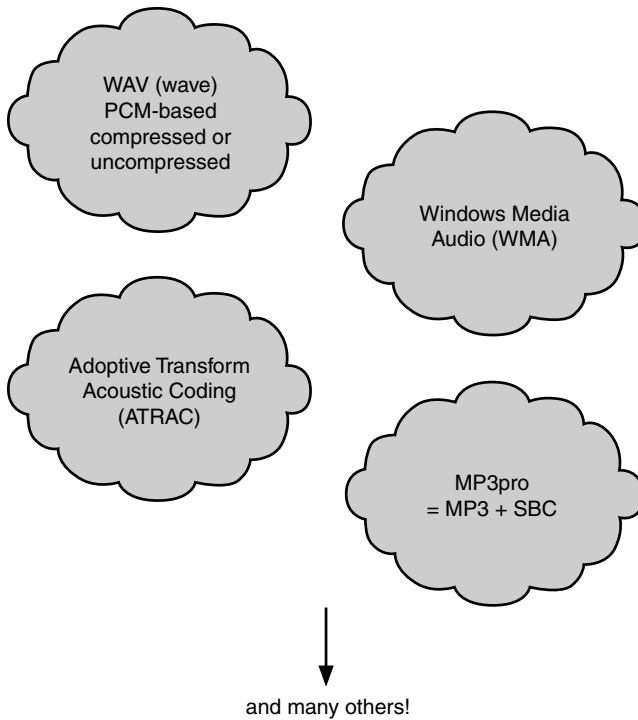 WAV (wave)
PCM-based
compressed or
uncompressed
Windows Media
Audio (WMA)
Adoptive Transform
Acoustic Coding
(ATRAC)
MP3pro
= MP3 + SBC
and many others!